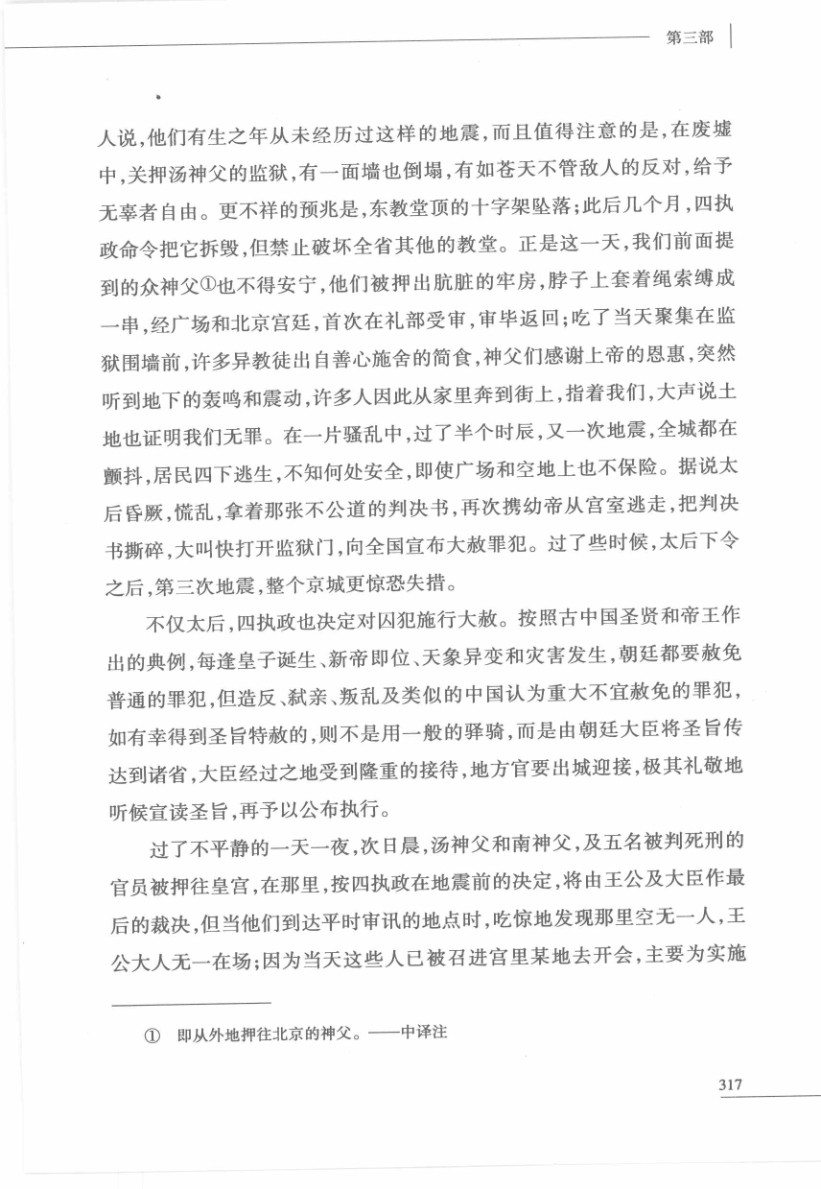 第三部
人说,他们有生之年从未经历过这样的地震,而且值得注意的是,在废墟
中,关押汤神父的监狱,有一面墙也倒塌,有如苍天不管敌人的反对,给予
无辜者自由。更不祥的预兆是,东教堂顶的十字架坠落;此后几个月,四执
政命令把它拆毁,但禁止破坏全省其他的教堂。正是这一天,我们前面提
到的众神父①也不得安宁,他们被押出肮脏的牢房,脖子上套着绳索缚成
一串,经广场和北京宫廷,首次在礼部受审,审毕返回;吃了当天聚集在监
狱围墙前,许多异教徒出自善心施舍的简食,神父们感谢上帝的恩惠,突然
听到地下的轰鸣和震动,许多人因此从家里奔到街上,指着我们,大声说土
地也证明我们无罪。在一片骚乱中,过了半个时辰,又一次地震,全城都在
颤抖,居民四下逃生,不知何处安全,即使广场和空地上也不保险。据说太
后昏厥,慌乱,拿着那张不公道的判决书,再次携幼帝从宫室逃走,把判决
书撕碎,大叫快打开监狱门,向全国宣布大赦罪犯。过了些时候,太后下令
之后,第三次地震,整个京城更惊恐失措。
不仅太后,四执政也决定对囚犯施行大赦。按照古中国圣贤和帝王作
出的典例,每逢皇子诞生、新帝即位、天象异变和灾害发生,朝廷都要赦免
普通的罪犯,但造反、弑亲、叛乱及类似的中国认为重大不宜赦免的罪犯,
如有幸得到圣旨特赦的,则不是用一般的驿骑,而是由朝廷大臣将圣旨传
达到诸省,大臣经过之地受到隆重的接待,地方官要出城迎接,极其礼敬地
听候宣读圣旨,再予以公布执行。
过了不平静的一天一夜,次日晨,汤神父和南神父,及五名被判死刑的
官员被押往皇宫,在那里,按四执政在地震前的决定,将由王公及大臣作最
后的裁决,但当他们到达平时审讯的地点时,吃惊地发现那里空无一人,王
公大人无一在场;因为当天这些人已被召进宫里某地去开会,主要为实施
① 即从外地押往北京的神父。——中译注
317